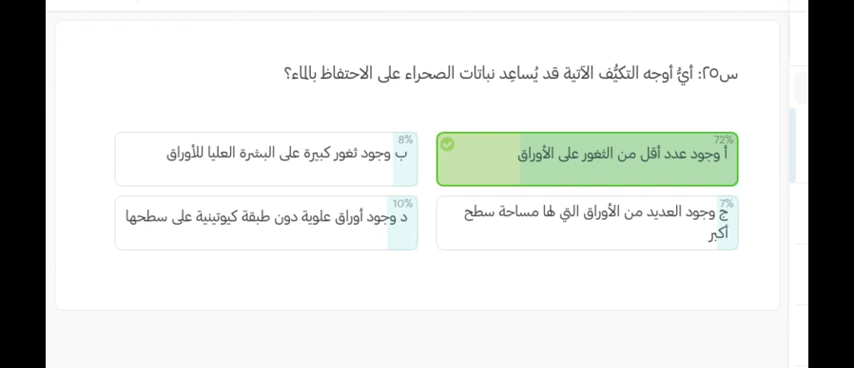 س٢٥: أيُّ أوجه التكيُّف الآتية قد يُساعِد نباتات الصحراء على الاحتفاظ بالماء؟
72%
أ وجود عدد أقل من الثغور على الأوراق
8%
ب وجود ثغور كبيرة على البشرة العليا للأوراق
7%
ج وجود العديد من الأوراق التي لها مساحة سطح
أكبر
10%
د وجود أوراق علوية دون طبقة كيوتينية على سطحها